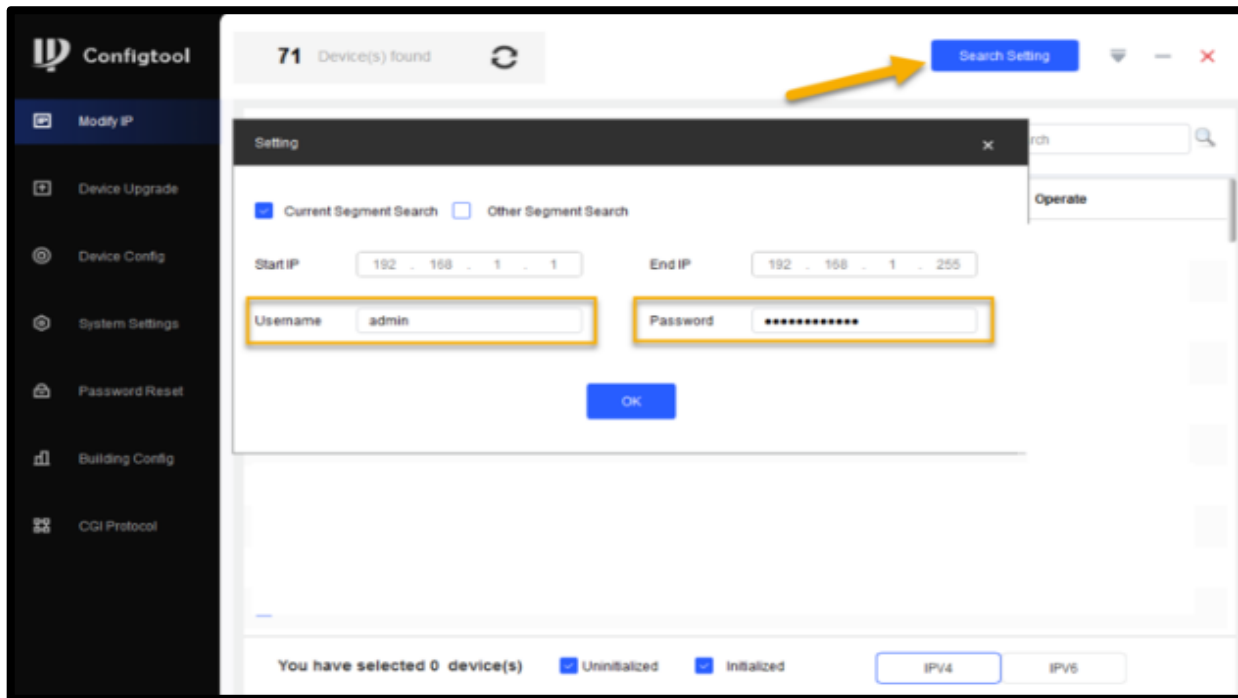 IP Configtool
71 Device(s) found
Search Setting
Modify IP
Device Upgrade
Device Config
System Settings
Password Reset
Building Config
CGI Protocol
Setting
Current Segment Search Other Segment Search
Start IP 192 . 168 . 1 . 1 End IP 192 . 168 . 1 . 255
Username admin Password ••••••••••••
OK
Operate
You have selected 0 device(s) Uninitialized Initialized IPV4 IPV6